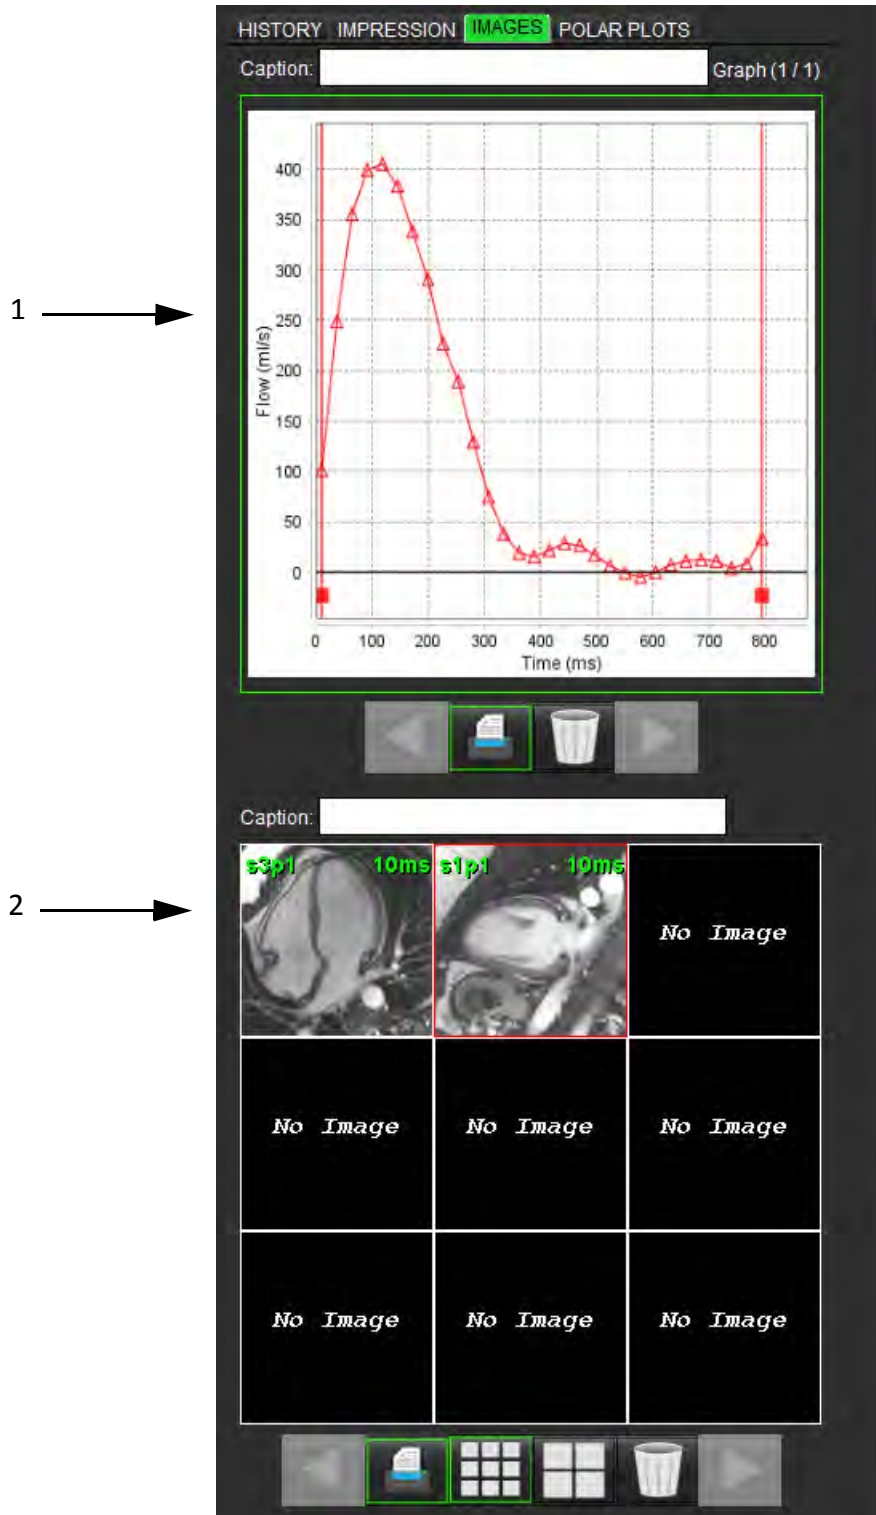 HISTORY IMPRESSION IMAGES POLAR PLOTS
Caption: Graph (1 / 1)
400
350
300
1
250
Flow (ml/s)
200
150
100
50
0
0 100 200 300 400 500 600 700 800
Time (ms)
Caption:
s3p1 10ms s1p1 10ms
2
No Image
No Image No Image No Image
No Image No Image No Image